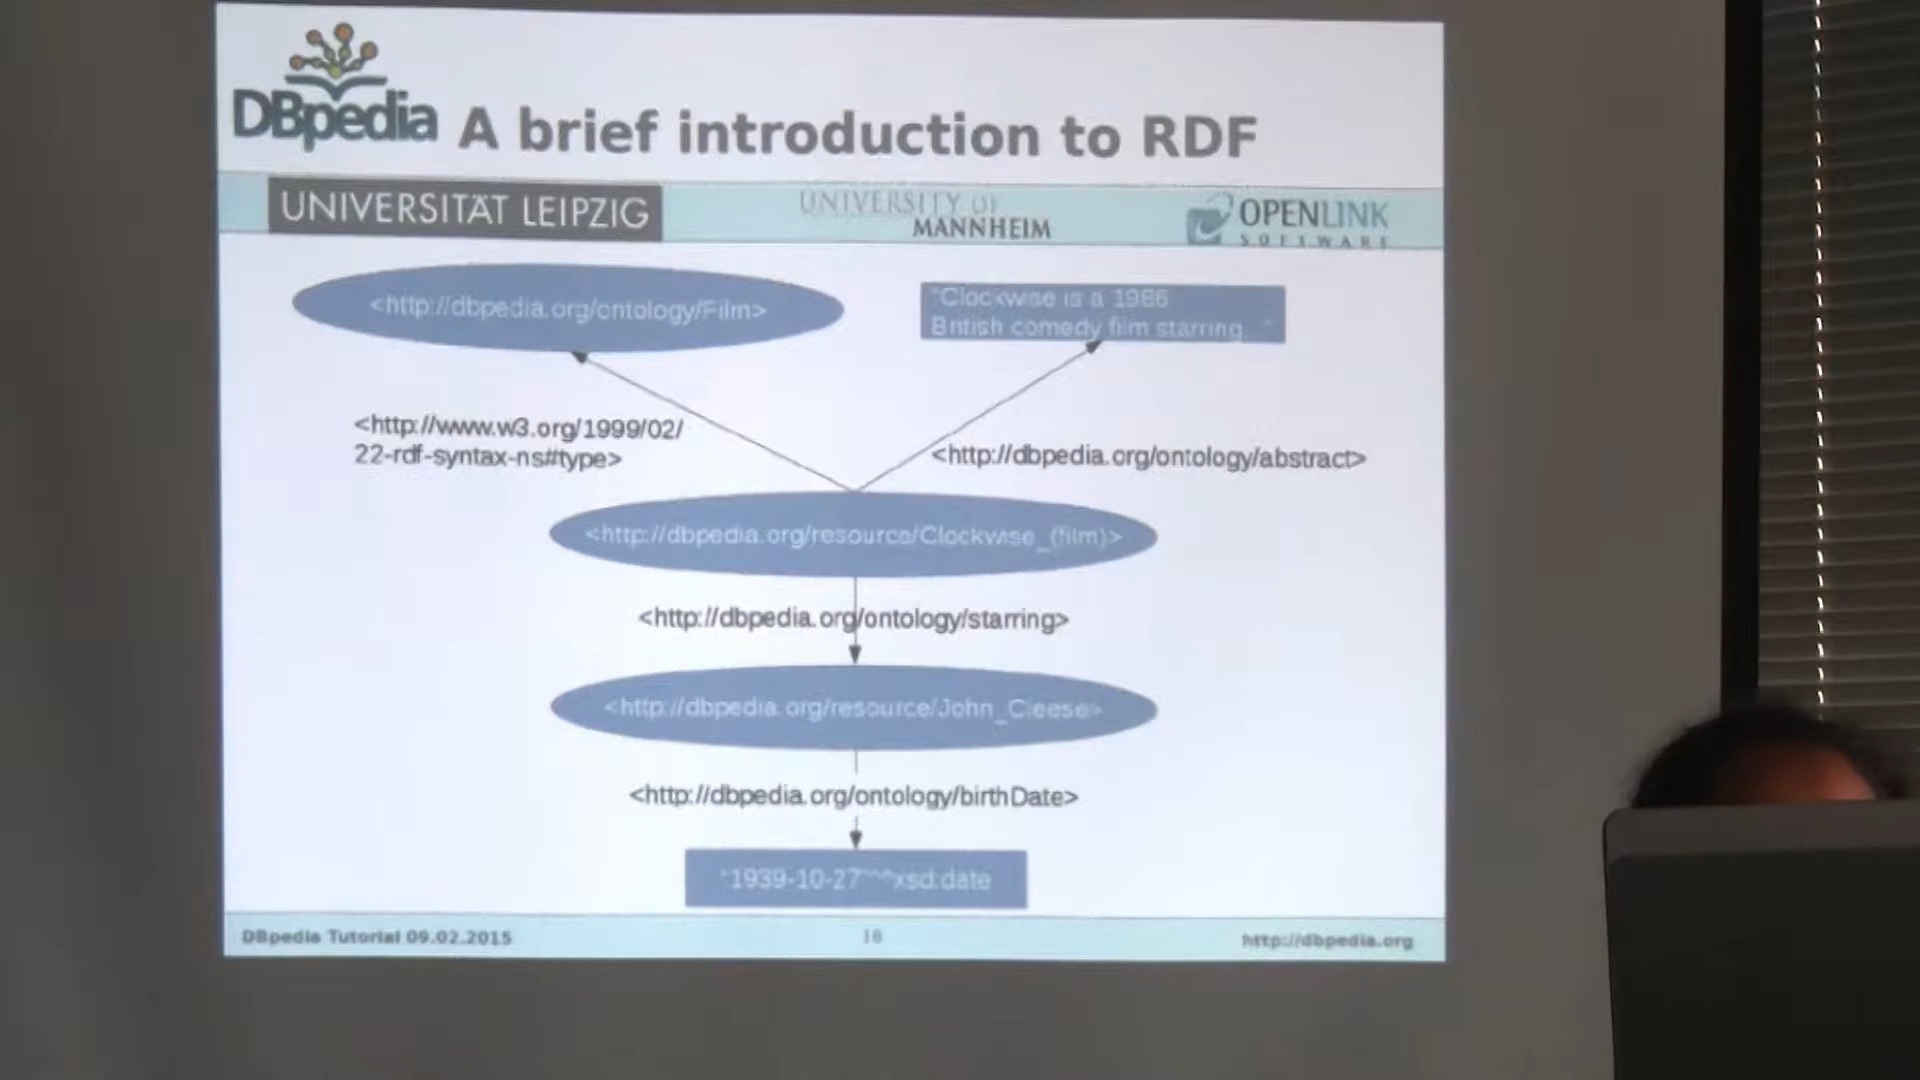 DBpedia A brief introduction to RDF
UNIVERSITÄT LEIPZIG
UNIVERSITY OF
MANNHEIM
OPENLINK
SOFTWARE
<http://dbpedia.org/ontology/Film>
"Clockwise is a 1986
British comedy film starring..."
<http://www.w3.org/1999/02/
22-rdf-syntax-ns#type>
<http://dbpedia.org/ontology/abstract>
<http://dbpedia.org/resource/Clockwise_(film)>
<http://dbpedia.org/ontology/starring>
<http://dbpedia.org/resource/John_Cleese>
<http://dbpedia.org/ontology/birthDate>
"1939-10-27"^^xsd:date
DBpedia Tutorial 09.02.2015
http://dbpedia.org